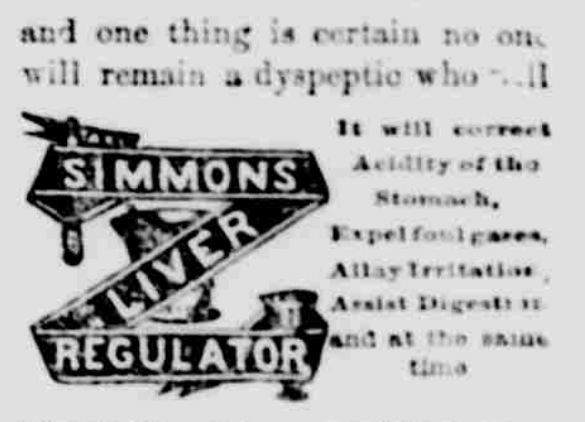 and one thing is certain no one
will remain a dyspeptic who will
SIMMONS
LIVER
REGULATOR
It will correct
Acidity of the
Stomach,
Expel foul gases,
Allay Irritation,
Assist Digestion
and at the same
time